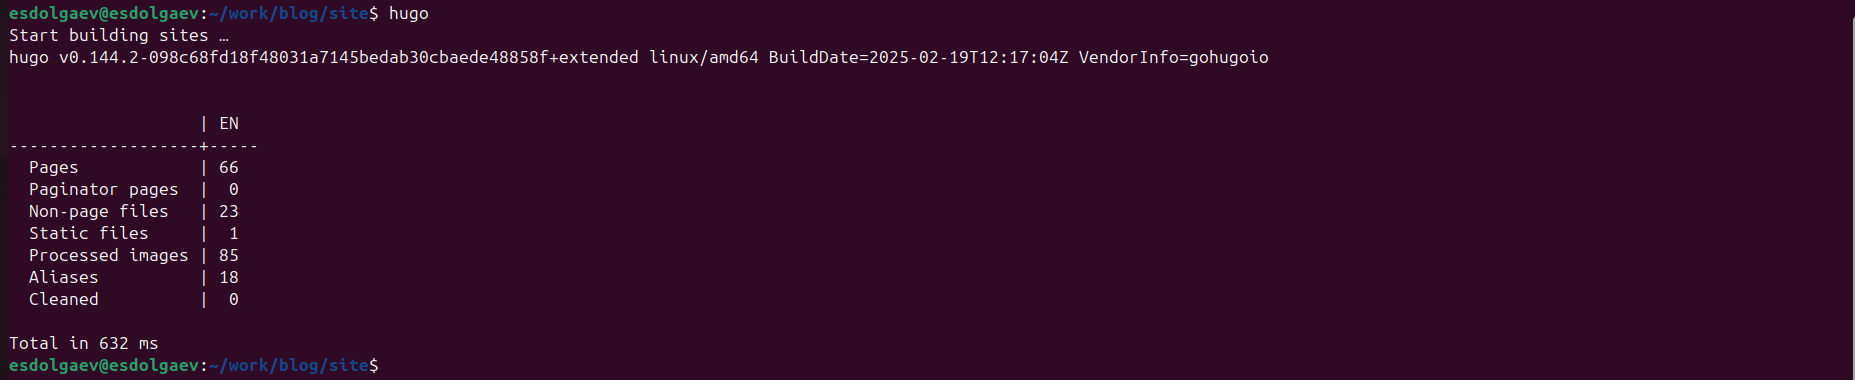 esdolgaev@esdolgaev:~/work/blog/site$ hugo
Start building sites …
hugo v0.144.2-098c68fd18f48031a7145bedab30cbaede48858f+extended linux/amd64 BuildDate=2025-02-19T12:17:04Z VendorInfo=gohugoio
                   | EN
-------------------+-----
  Pages            | 66
  Paginator pages  |  0
  Non-page files   | 23
  Static files     |  1
  Processed images | 85
  Aliases          | 18
  Cleaned          |  0
Total in 632 ms
esdolgaev@esdolgaev:~/work/blog/site$